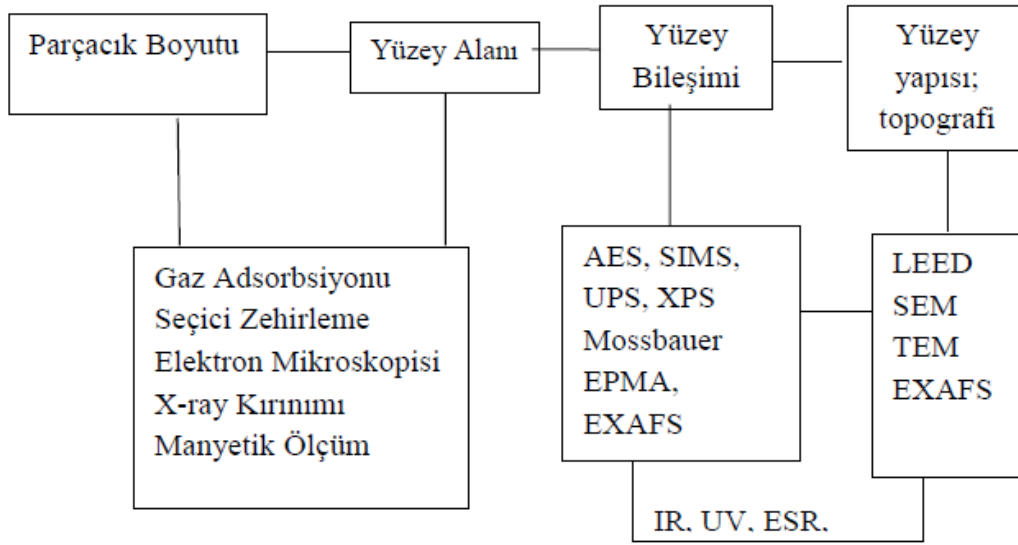 Parçacık Boyutu
Yüzey Alanı
Yüzey
Bileşimi
Yüzey
yapısı;
topografi
Gaz Adsorbsiyonu
Seçici Zehirleme
Elektron Mikroskopisi
X-ray Kırınımı
Manyetik Ölçüm
AES, SIMS,
UPS, XPS
Mossbauer
EPMA,
EXAFS
LEED
SEM
TEM
EXAFS
IR, UV, ESR,